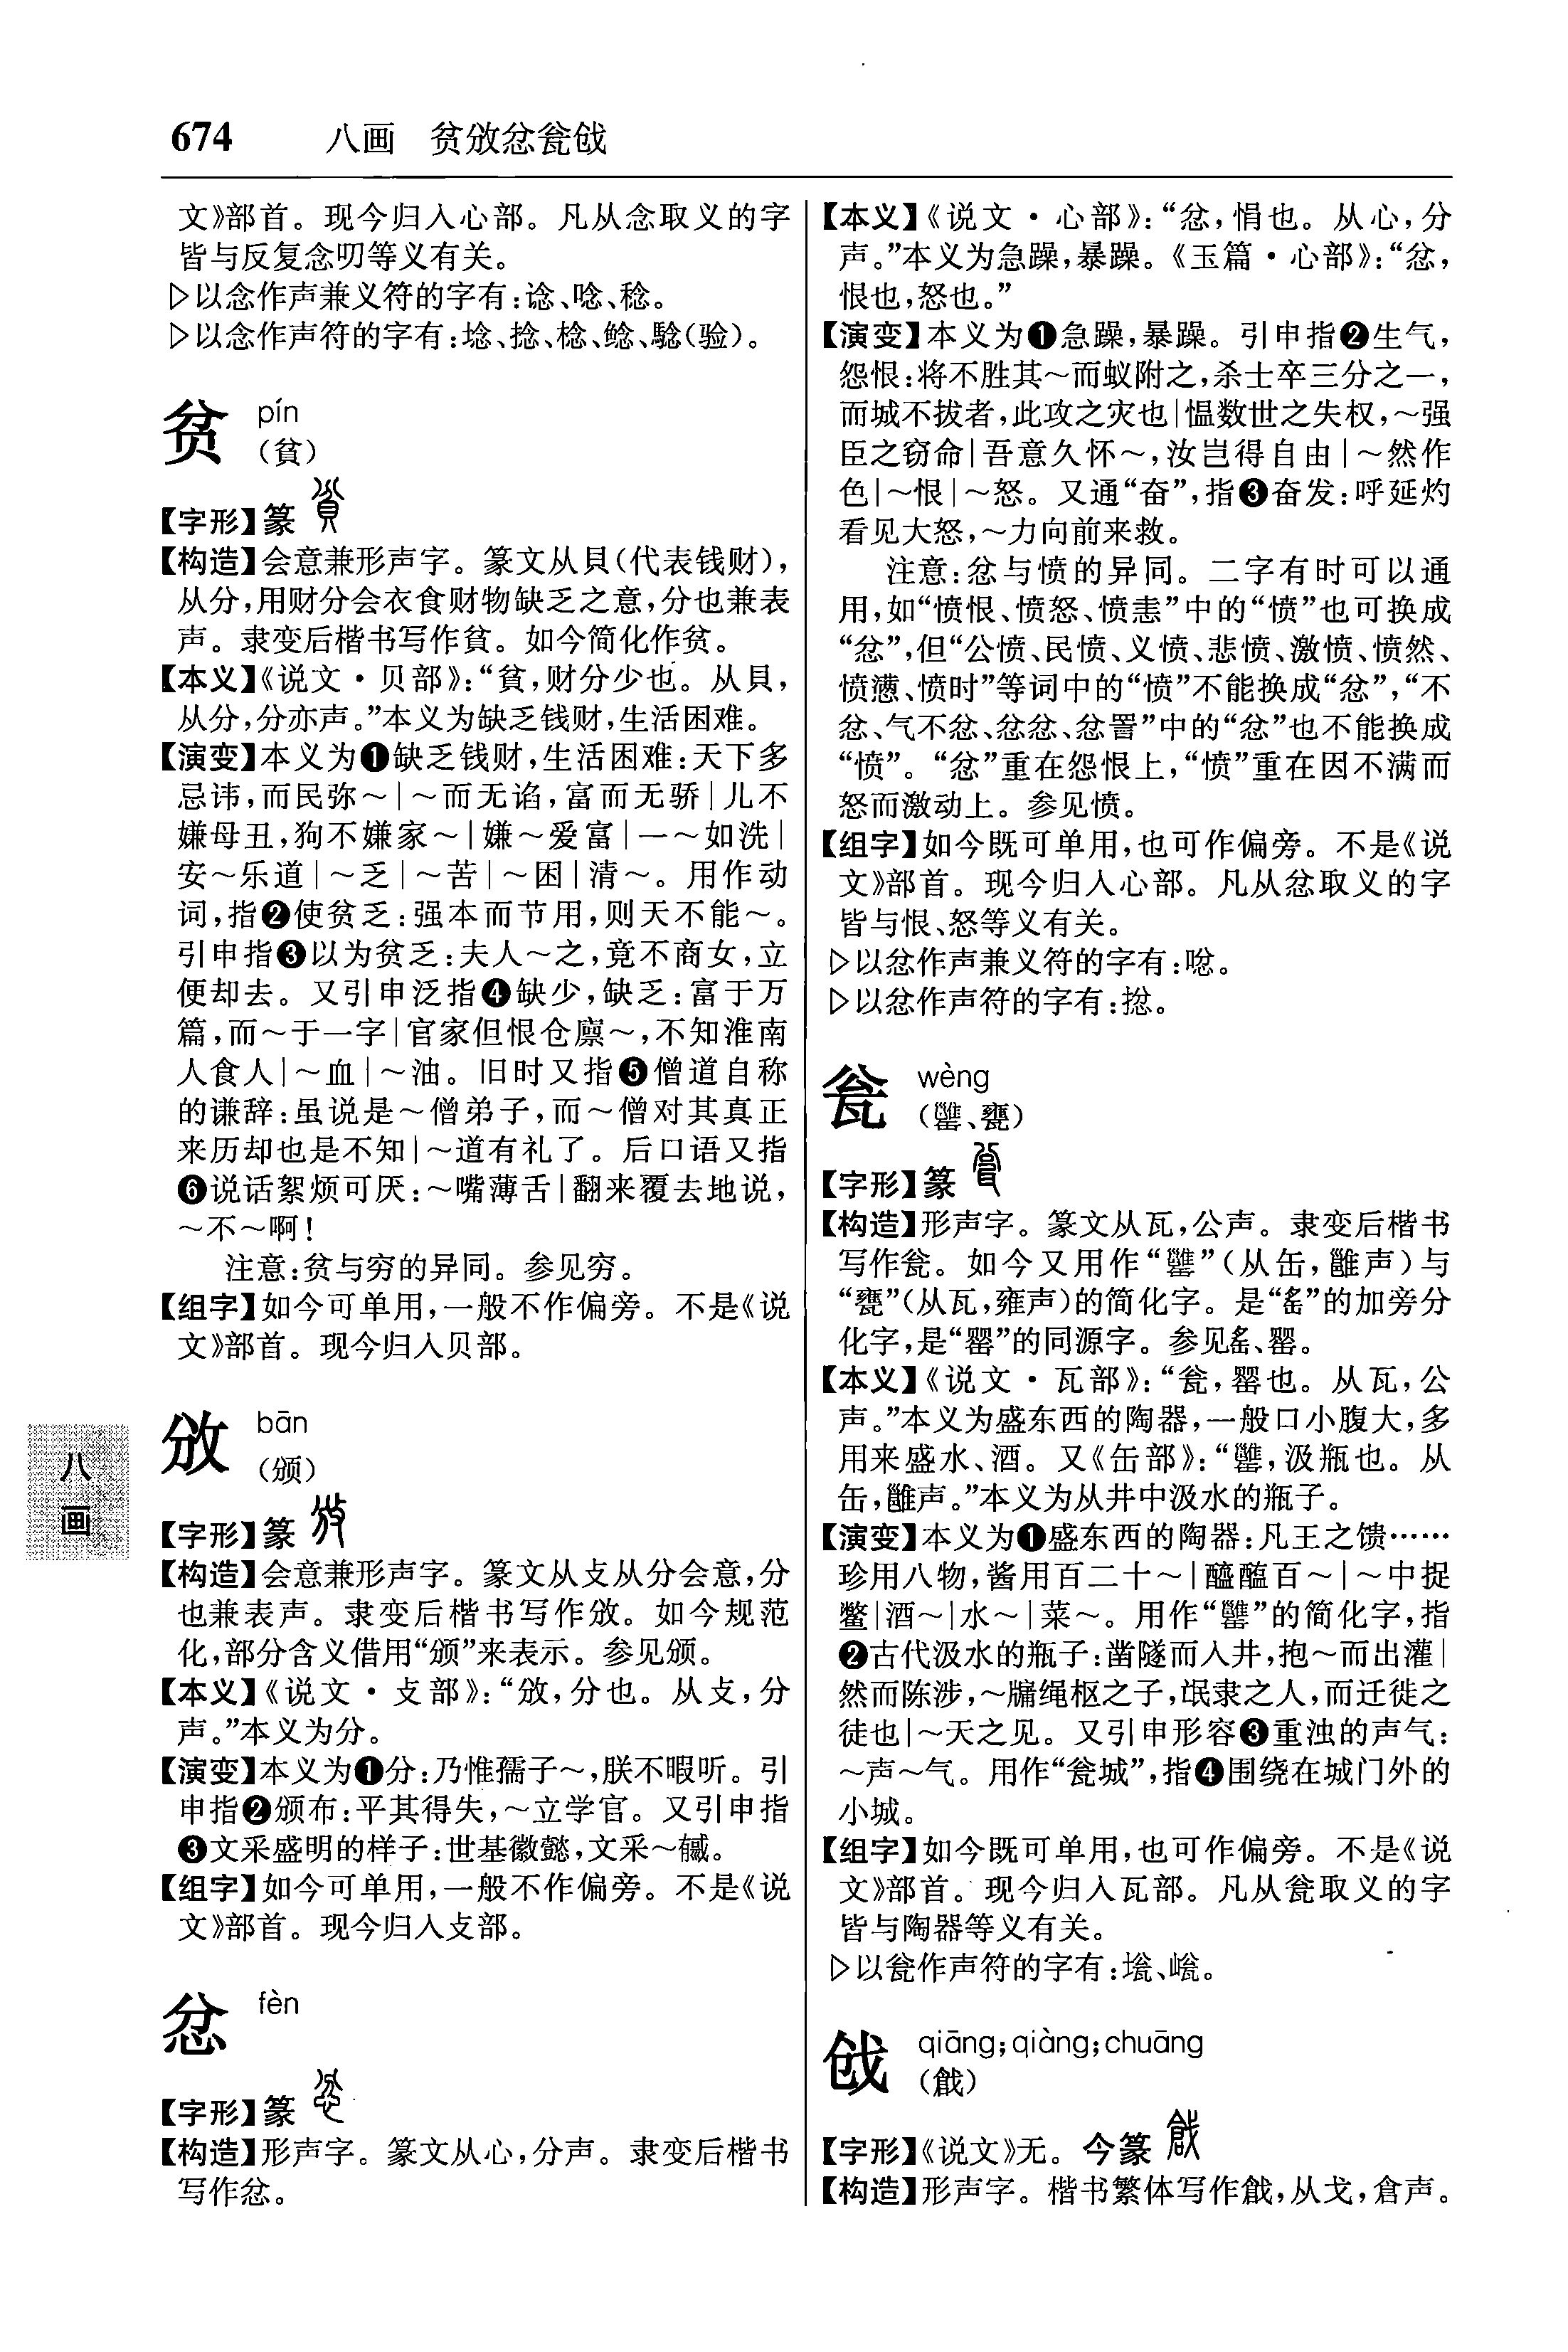 674 八画 贫攽忿瓮戗
文》部首。现今归入心部。凡从念取义的字
皆与反复念叨等义有关。
▷以念作声兼义符的字有:谂、唸、稔。
▷以念作声符的字有:埝、捻、棯、鲶、騐(验)。
贫 pín
(貧)
【字形】篆
【构造】会意兼形声字。篆文从貝(代表钱财),
从分,用财分会衣食财物缺乏之意,分也兼表
声。隶变后楷书写作貧。如今简化作贫。
【本义】《说文·贝部》:“貧,财分少也。从貝,
从分,分亦声。”本义为缺乏钱财,生活困难。
【演变】本义为❶缺乏钱财,生活困难:天下多
忌讳,而民弥～|～而无谄,富而无骄|儿不
嫌母丑,狗不嫌家～|嫌～爱富|一～如洗|
安～乐道|～乏|～苦|～困|清～。用作动
词,指❷使贫乏:强本而节用,则天不能～。
引申指❸以为贫乏:夫人～之,竟不商女,立
便却去。又引申泛指❹缺少,缺乏:富于万
篇,而～于一字|官家但恨仓廪～,不知淮南
人食人|～血|～油。旧时又指❺僧道自称
的谦辞:虽说是～僧弟子,而～僧对其真正
来历却也是不知|～道有礼了。后口语又指
❻说话絮烦可厌:～嘴薄舌|翻来覆去地说,
～不～啊!
注意:贫与穷的异同。参见穷。
【组字】如今可单用,一般不作偏旁。不是《说
文》部首。现今归入贝部。
攽 bān
(颁)
【字形】篆
【构造】会意兼形声字。篆文从攴从分会意,分
也兼表声。隶变后楷书写作攽。如今规范
化,部分含义借用“颁”来表示。参见颁。
【本义】《说文·攴部》:“攽,分也。从攴,分
声。”本义为分。
【演变】本义为❶分:乃惟孺子～,朕不暇听。引
申指❷颁布:平其得失,～立学官。又引申指
❸文采盛明的样子:世基徽懿,文采～虣。
【组字】如今可单用,一般不作偏旁。不是《说
文》部首。现今归入攴部。
忿 fèn
【字形】篆
【构造】形声字。篆文从心,分声。隶变后楷书
写作忿。
八画
【本义】《说文·心部》:“忿,悁也。从心,分
声。”本义为急躁,暴躁。《玉篇·心部》:“忿,
恨也,怒也。”
【演变】本义为❶急躁,暴躁。引申指❷生气,
怨恨:将不胜其～而蚁附之,杀士卒三分之一,
而城不拔者,此攻之灾也|愠数世之失权,～强
臣之窃命|吾意久怀～,汝岂得自由|～然作
色|～恨|～怒。又通“奋”,指❸奋发:呼延灼
看见大怒,～力向前来救。
注意:忿与愤的异同。二字有时可以通
用,如“愤恨、愤怒、愤恚”中的“愤”也可换成
“忿”,但“公愤、民愤、义愤、悲愤、激愤、愤然、
愤懑、愤时”等词中的“愤”不能换成“忿”,“不
忿、气不忿、忿忿、忿詈”中的“忿”也不能换成
“愤”。“忿”重在怨恨上,“愤”重在因不满而
怒而激动上。参见愤。
【组字】如今既可单用,也可作偏旁。不是《说
文》部首。现今归入心部。凡从忿取义的字
皆与恨、怒等义有关。
▷以忿作声兼义符的字有:唸。
▷以忿作声符的字有:㨹。
瓮 wèng
(罋、甕)
【字形】篆
【构造】形声字。篆文从瓦,公声。隶变后楷书
写作瓮。如今又用作“罋”(从缶,雝声)与
“甕”(从瓦,雍声)的简化字。是“䍃”的加旁分
化字,是“罂”的同源字。参见䍃、罂。
【本义】《说文·瓦部》:“瓮,罂也。从瓦,公
声。”本义为盛东西的陶器,一般口小腹大,多
用来盛水、酒。又《缶部》:“罋,汲瓶也。从
缶,雝声。”本义为从井中汲水的瓶子。
【演变】本义为❶盛东西的陶器:凡王之馈……
珍用八物,酱用百二十～|醯醢百～|～中捉
鳖|酒～|水～|菜～。用作“罋”的简化字,指
❷古代汲水的瓶子:凿隧而入井,抱～而出灌|
然而陈涉,～牖绳枢之子,氓隶之人,而迁徙之
徒也|～天之见。又引申形容❸重浊的声气:
～声～气。用作“瓮城”,指❹围绕在城门外的
小城。
【组字】如今既可单用,也可作偏旁。不是《说
文》部首。现今归入瓦部。凡从瓮取义的字
皆与陶器等义有关。
▷以瓮作声符的字有:塕、嵡。
戗 qiāng;qiàng;chuāng
(戧)
【字形】《说文》无。今篆
【构造】形声字。楷书繁体写作戧,从戈,倉声。